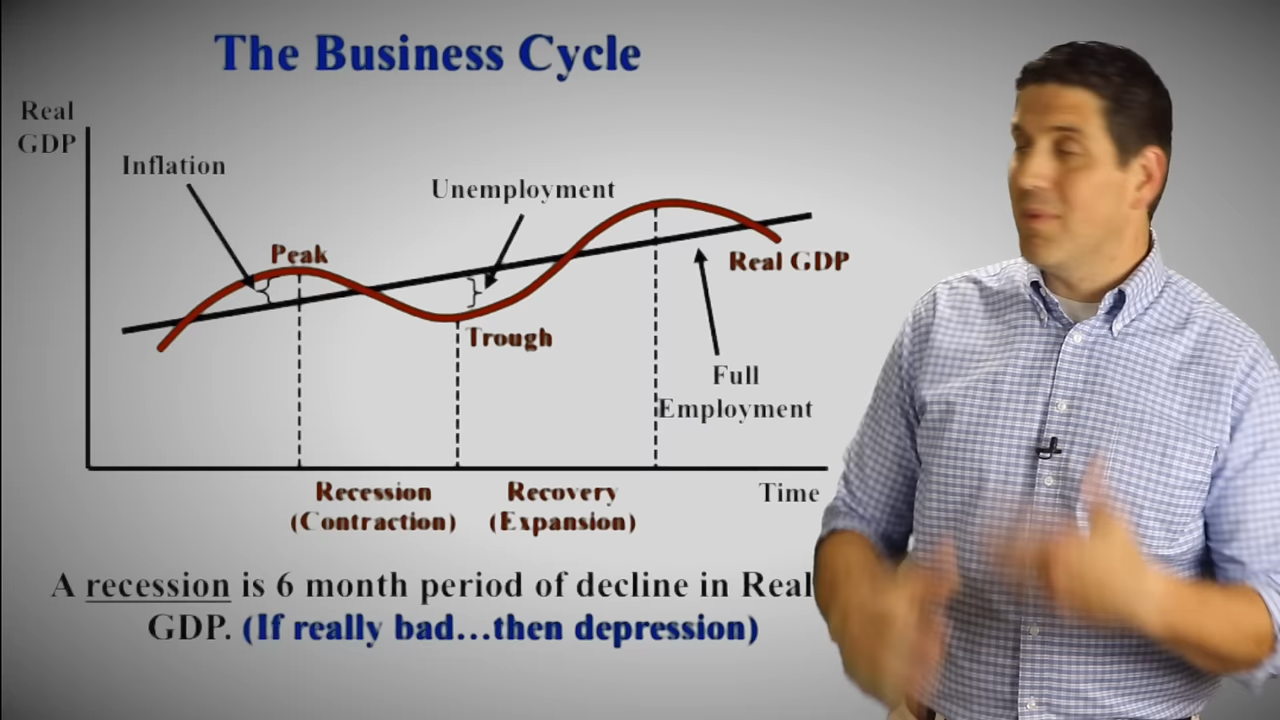 The Business Cycle
Real
GDP
Inflation
Unemployment
Peak
Real GDP
Trough
Full
Employment
Recession
(Contraction)
Recovery
(Expansion)
Time
A recession is 6 month period of decline in Real
GDP. (If really bad...then depression)